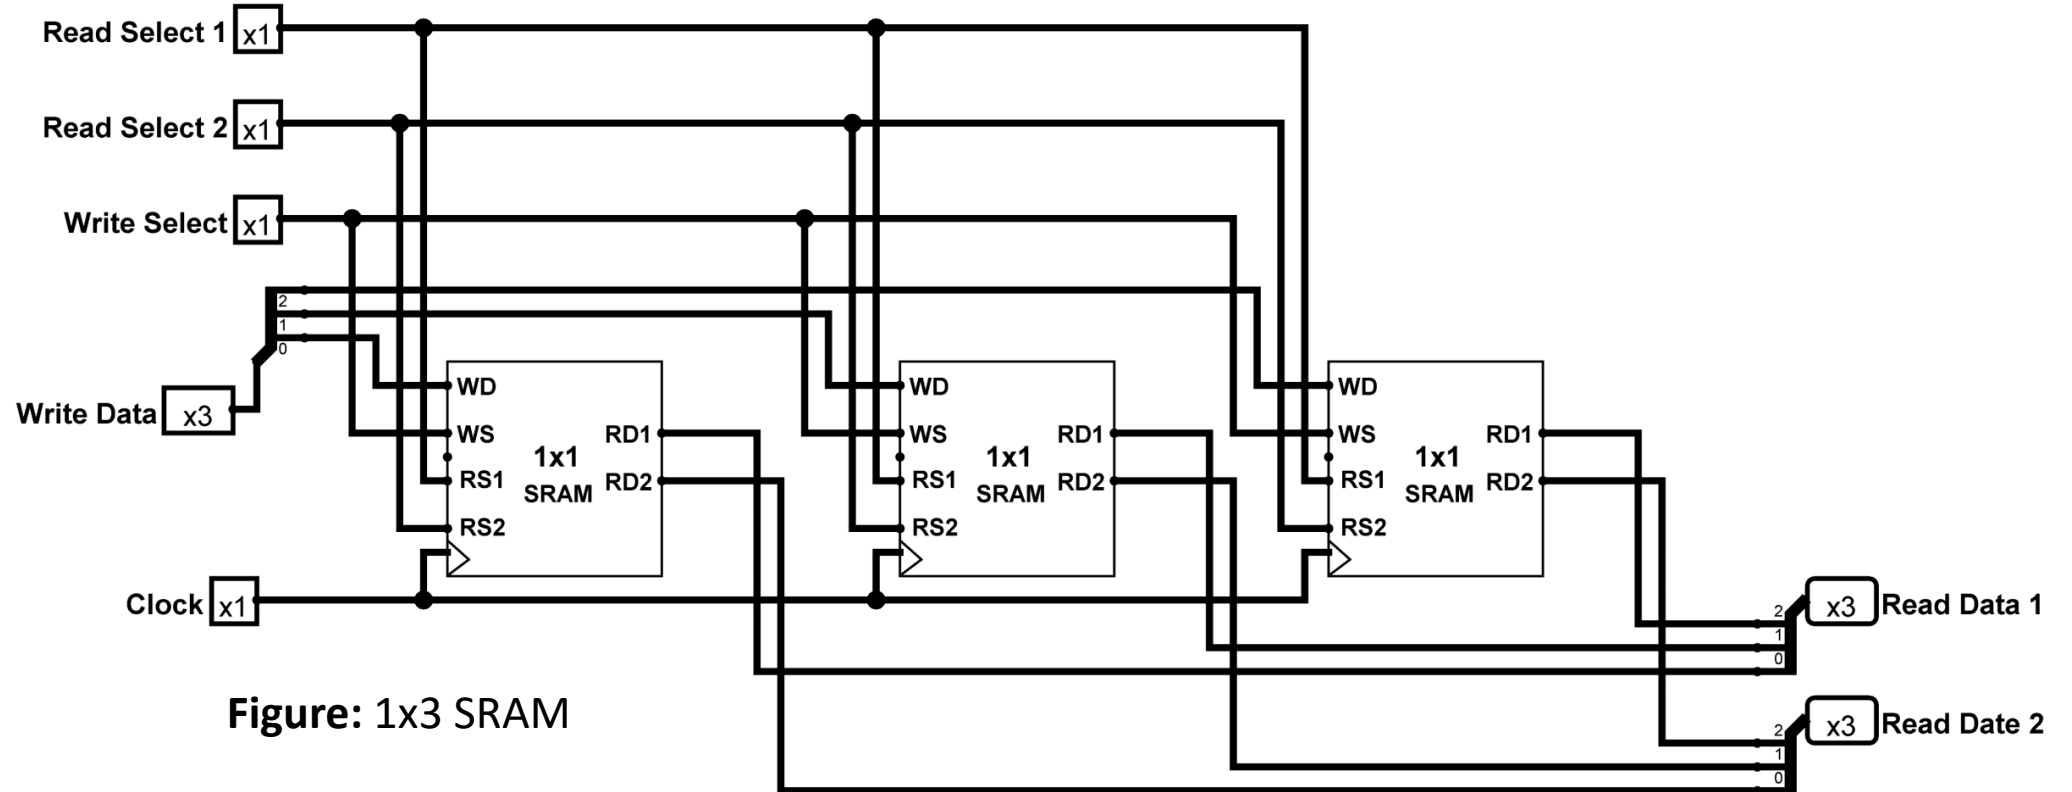 Read Select 1 x1
Read Select 2 x1
Write Select x1
2
1
0
Write Data x3
WD WD WD
WS RD1 WS RD1 WS RD1
1x1 1x1 1x1
RS1 SRAM RD2 RS1 SRAM RD2 RS1 SRAM RD2
RS2 RS2 RS2
Clock x1
2 x3 Read Data 1
1
0
Figure: 1x3 SRAM
2 x3 Read Date 2
1
0